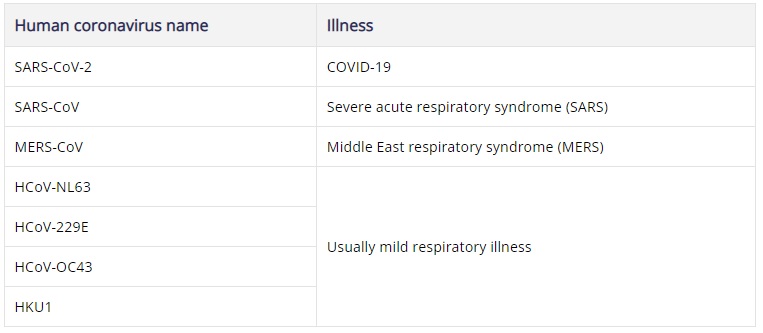 Human coronavirus name Illness
SARS-CoV-2 COVID-19
SARS-CoV Severe acute respiratory syndrome (SARS)
MERS-CoV Middle East respiratory syndrome (MERS)
HCoV-NL63
HCoV-229E
Usually mild respiratory illness
HCoV-OC43
HKU1